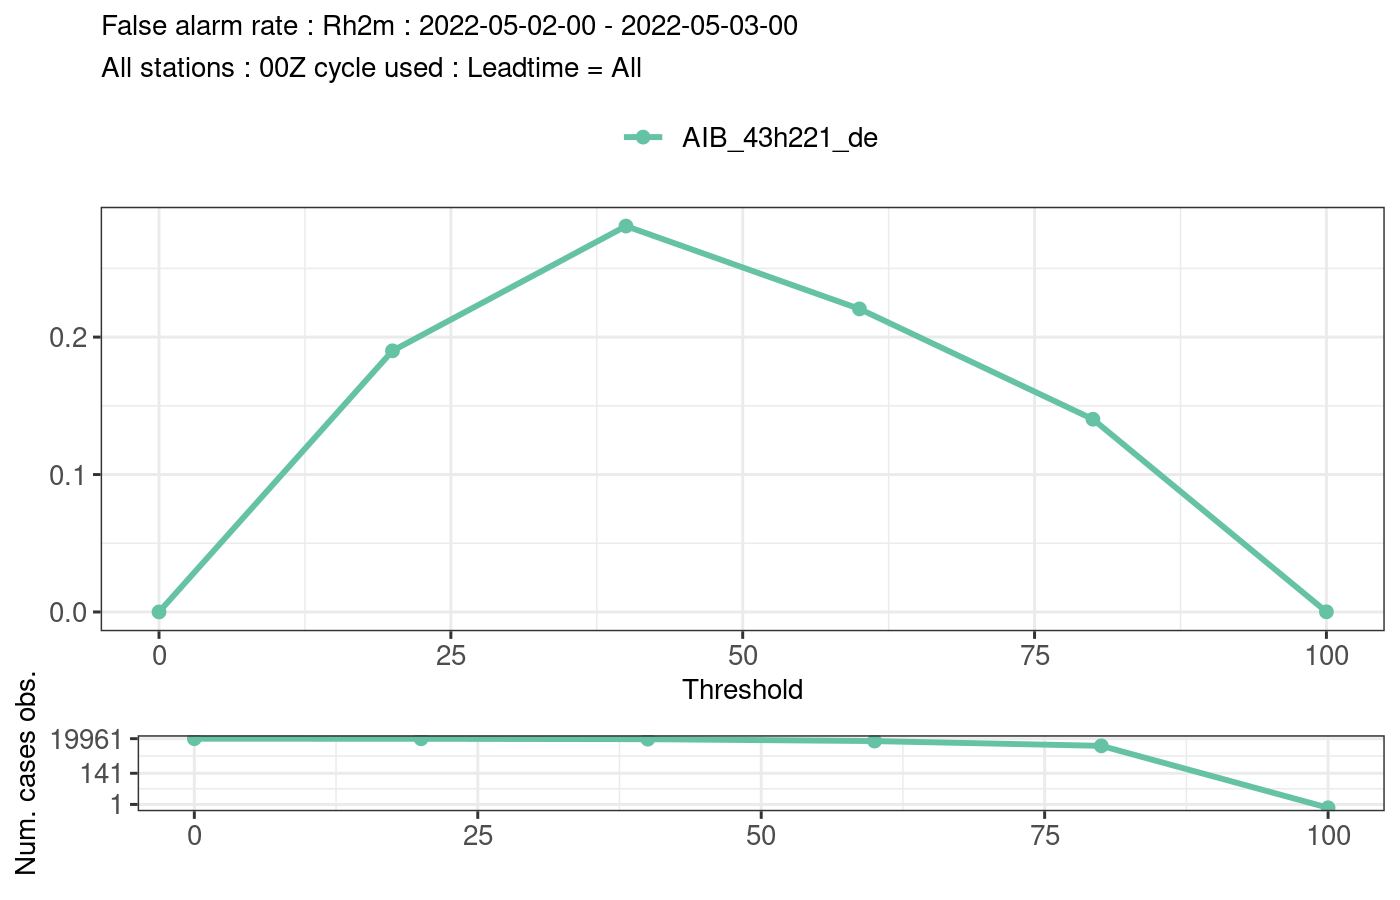 False alarm rate : Rh2m : 2022-05-02-00 - 2022-05-03-00
All stations : 00Z cycle used : Leadtime = All
AIB_43h221_de
0.2
0.1
0.0
0 25 50 75 100
Threshold
Num. cases obs.
19961
141
1
0 25 50 75 100